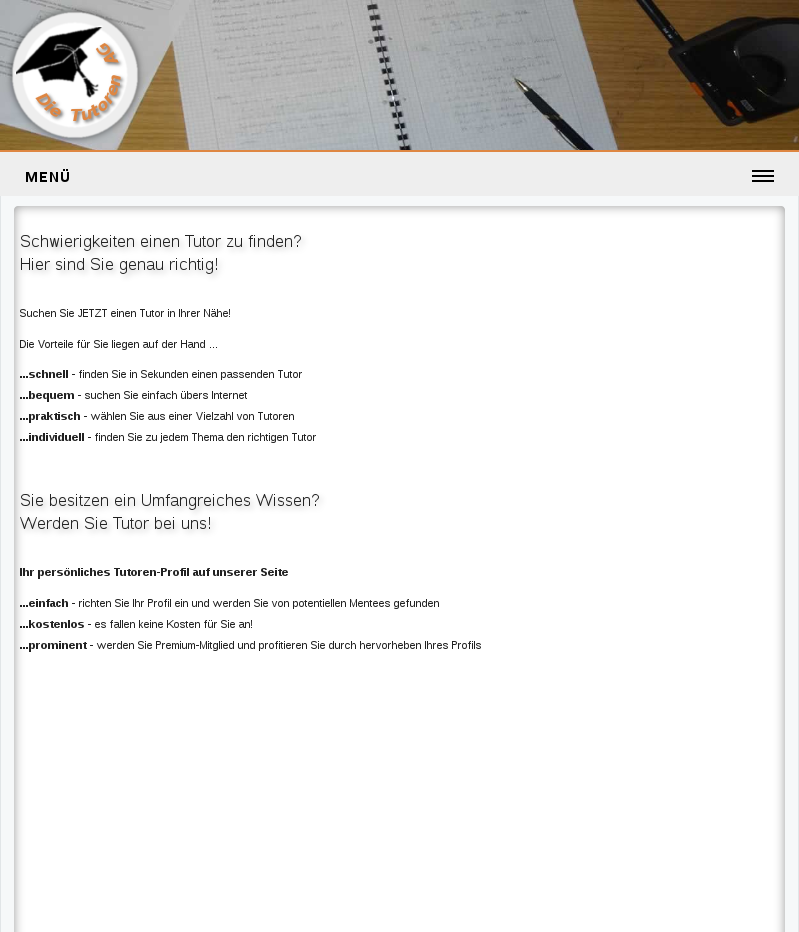 Die Tutoren AG
MENÜ
Schwierigkeiten einen Tutor zu finden?
Hier sind Sie genau richtig!
Suchen Sie JETZT einen Tutor in Ihrer Nähe!
Die Vorteile für Sie liegen auf der Hand ...
...schnell - finden Sie in Sekunden einen passenden Tutor
...bequem - suchen Sie einfach übers Internet
...praktisch - wählen Sie aus einer Vielzahl von Tutoren
...individuell - finden Sie zu jedem Thema den richtigen Tutor
Sie besitzen ein Umfangreiches Wissen?
Werden Sie Tutor bei uns!
Ihr persönliches Tutoren-Profil auf unserer Seite
...einfach - richten Sie Ihr Profil ein und werden Sie von potentiellen Mentees gefunden
...kostenlos - es fallen keine Kosten für Sie an!
...prominent - werden Sie Premium-Mitglied und profitieren Sie durch hervorheben Ihres Profils